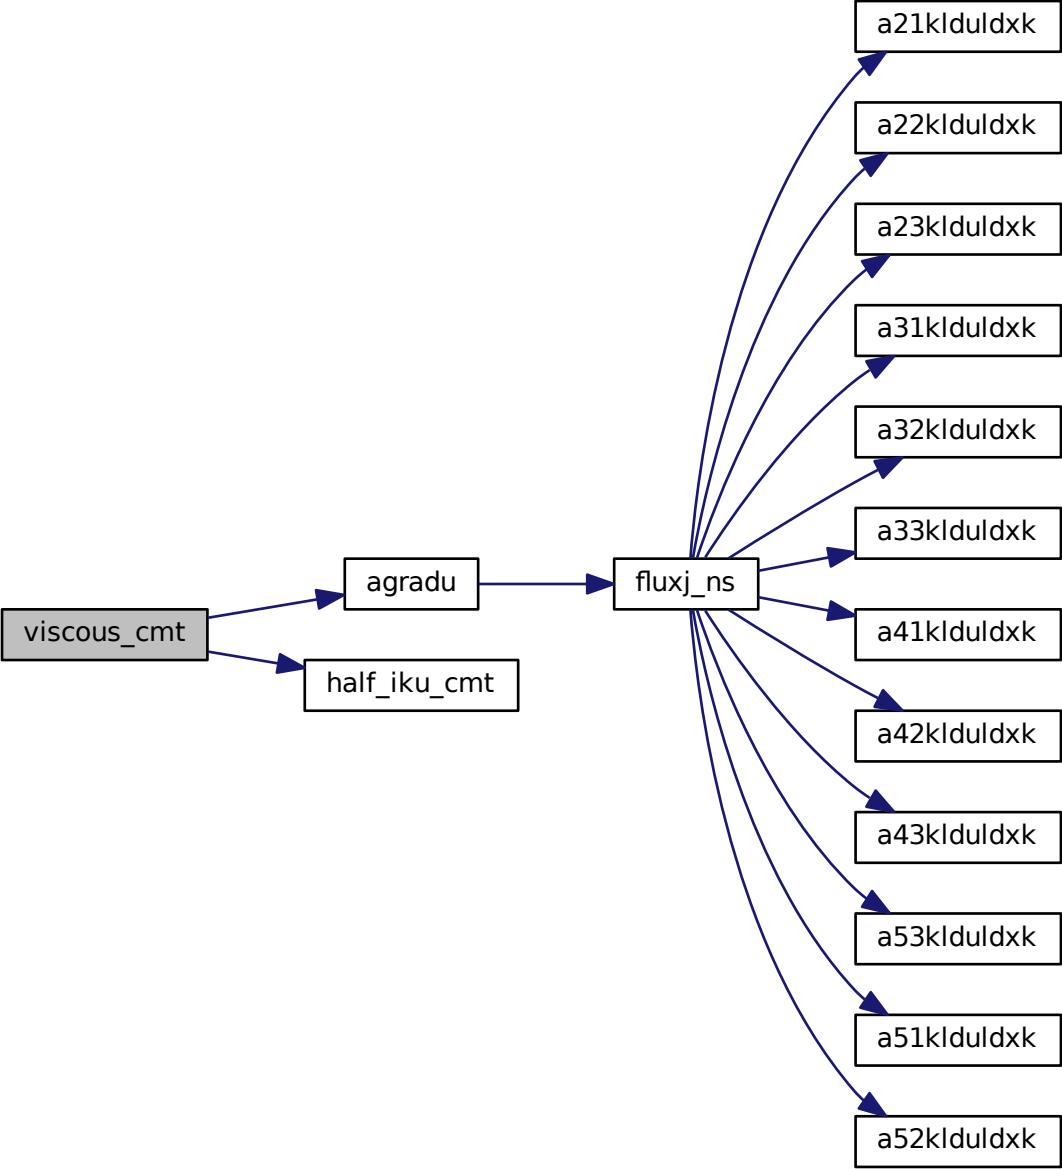 a21klduldxk
a22klduldxk
a23klduldxk
a31klduldxk
a32klduldxk
a33klduldxk
agradu
fluxj_ns
viscous_cmt
a41klduldxk
half_iku_cmt
a42klduldxk
a43klduldxk
a53klduldxk
a51klduldxk
a52klduldxk